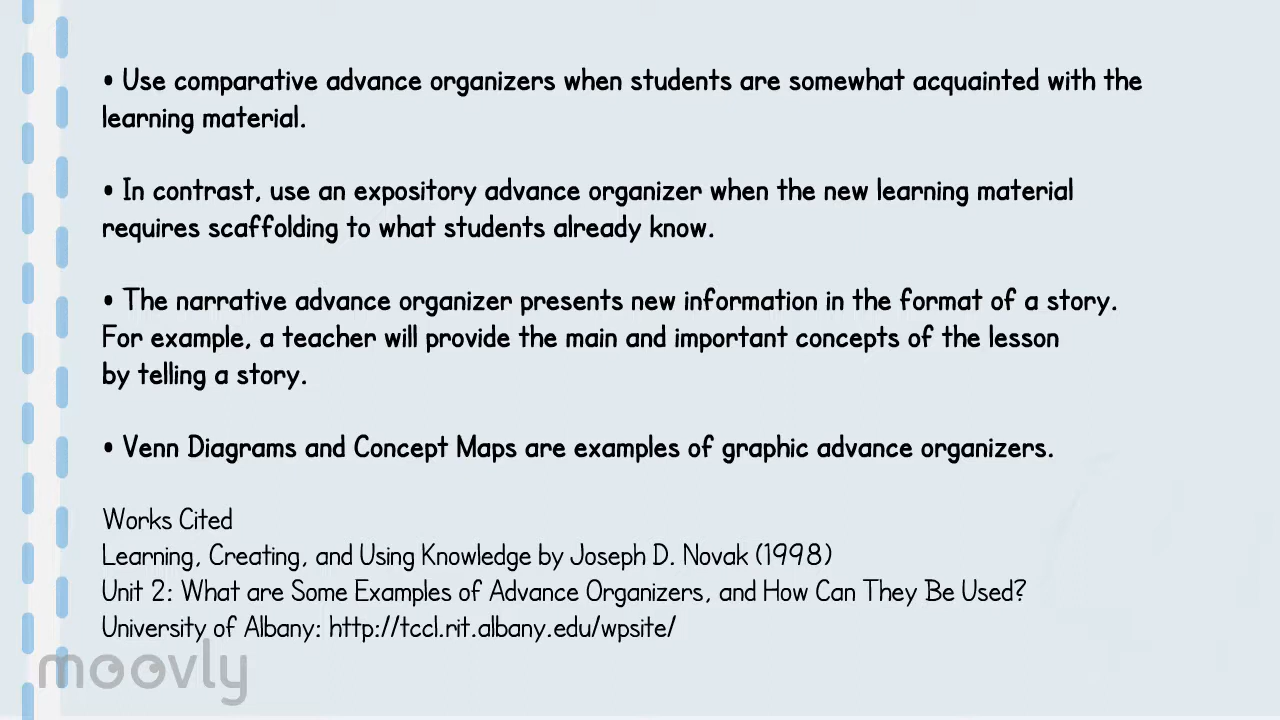 • Use comparative advance organizers when students are somewhat acquainted with the
learning material.
• In contrast, use an expository advance organizer when the new learning material
requires scaffolding to what students already know.
• The narrative advance organizer presents new information in the format of a story.
For example, a teacher will provide the main and important concepts of the lesson
by telling a story.
• Venn Diagrams and Concept Maps are examples of graphic advance organizers.
Works Cited
Learning, Creating, and Using Knowledge by Joseph D. Novak (1998)
Unit 2: What are Some Examples of Advance Organizers, and How Can They Be Used?
University of Albany: http://tccl.rit.albany.edu/wpsite/
moovly